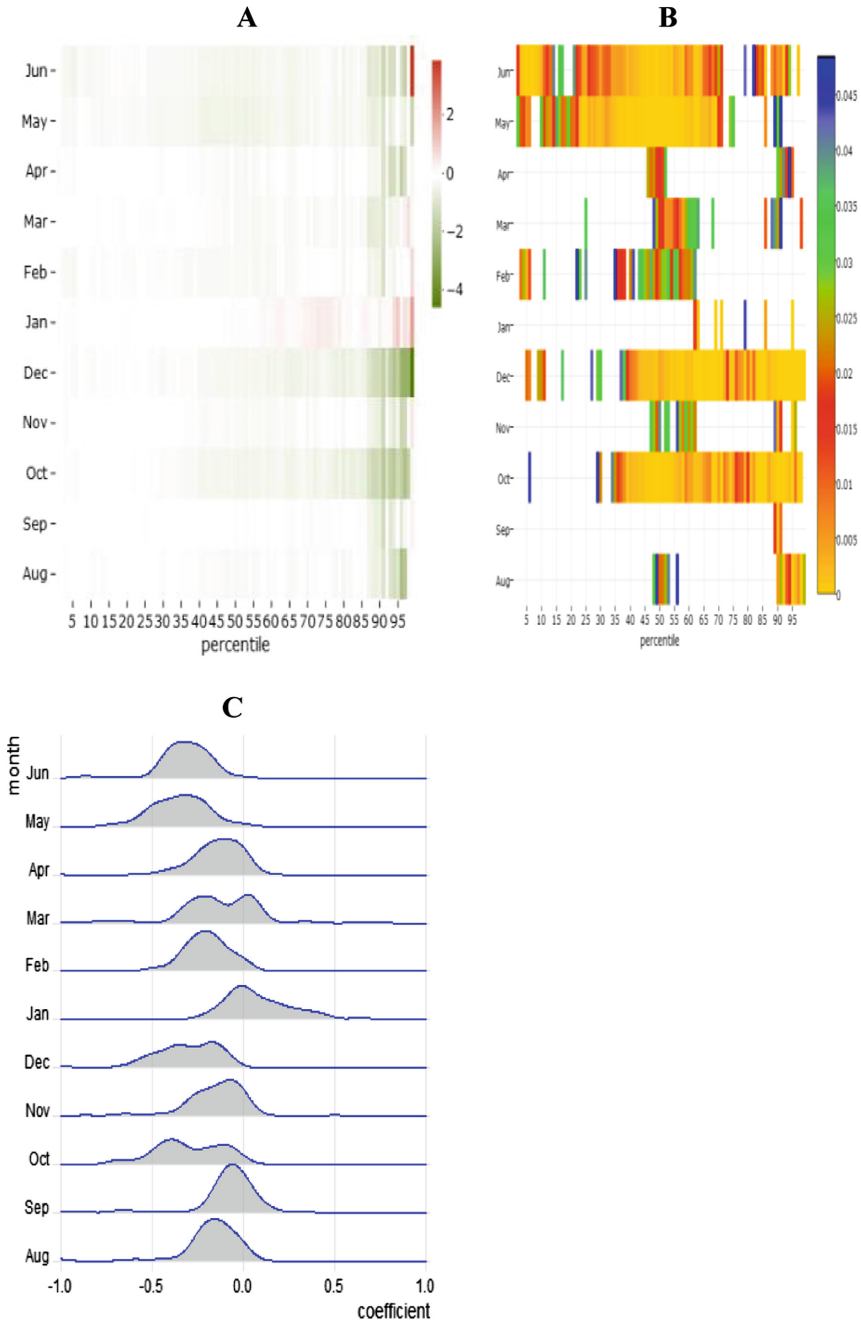 A
Jun
May
Apr
Mar
Feb
Jan
Dec
Nov
Oct
Sep
Aug
5 10 15 20 25 30 35 40 45 50 55 60 65 70 75 80 85 90 95
percentile
2
0
−2
−4
B
Jun
May
Apr
Mar
Feb
Jan
Dec
Nov
Oct
Sep
Aug
5 10 15 20 25 30 35 40 45 50 55 60 65 70 75 80 85 90 95
percentile
0.045
0.04
0.035
0.03
0.025
0.02
0.015
0.01
0.005
0
C
month
Jun
May
Apr
Mar
Feb
Jan
Dec
Nov
Oct
Sep
Aug
-1.0 -0.5 0.0 0.5 1.0
coefficient